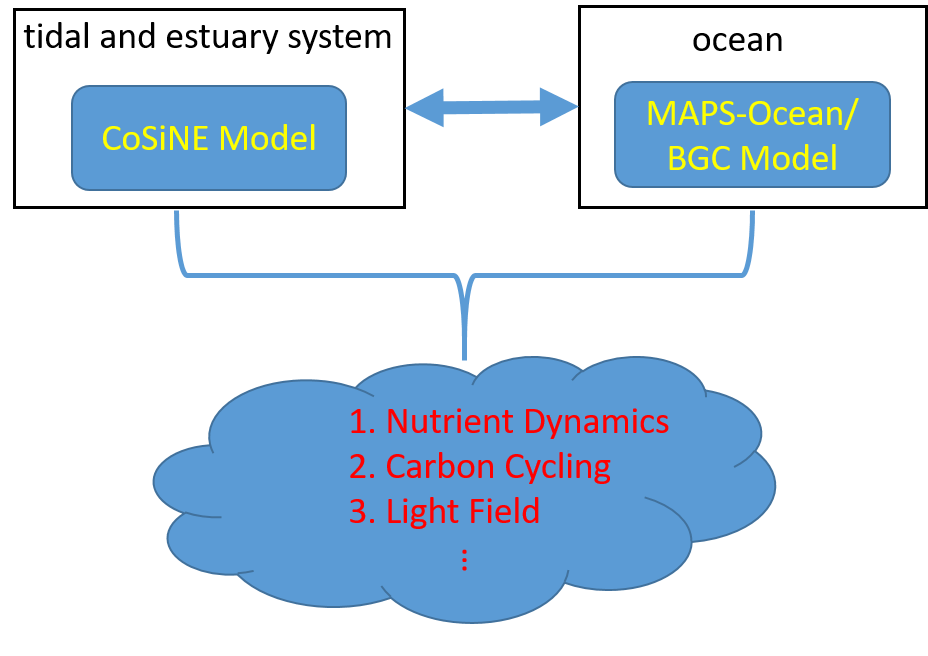 tidal and estuary system
CoSiNE Model
ocean
MAPS-Ocean/
BGC Model
1. Nutrient Dynamics
2. Carbon Cycling
3. Light Field
⋮